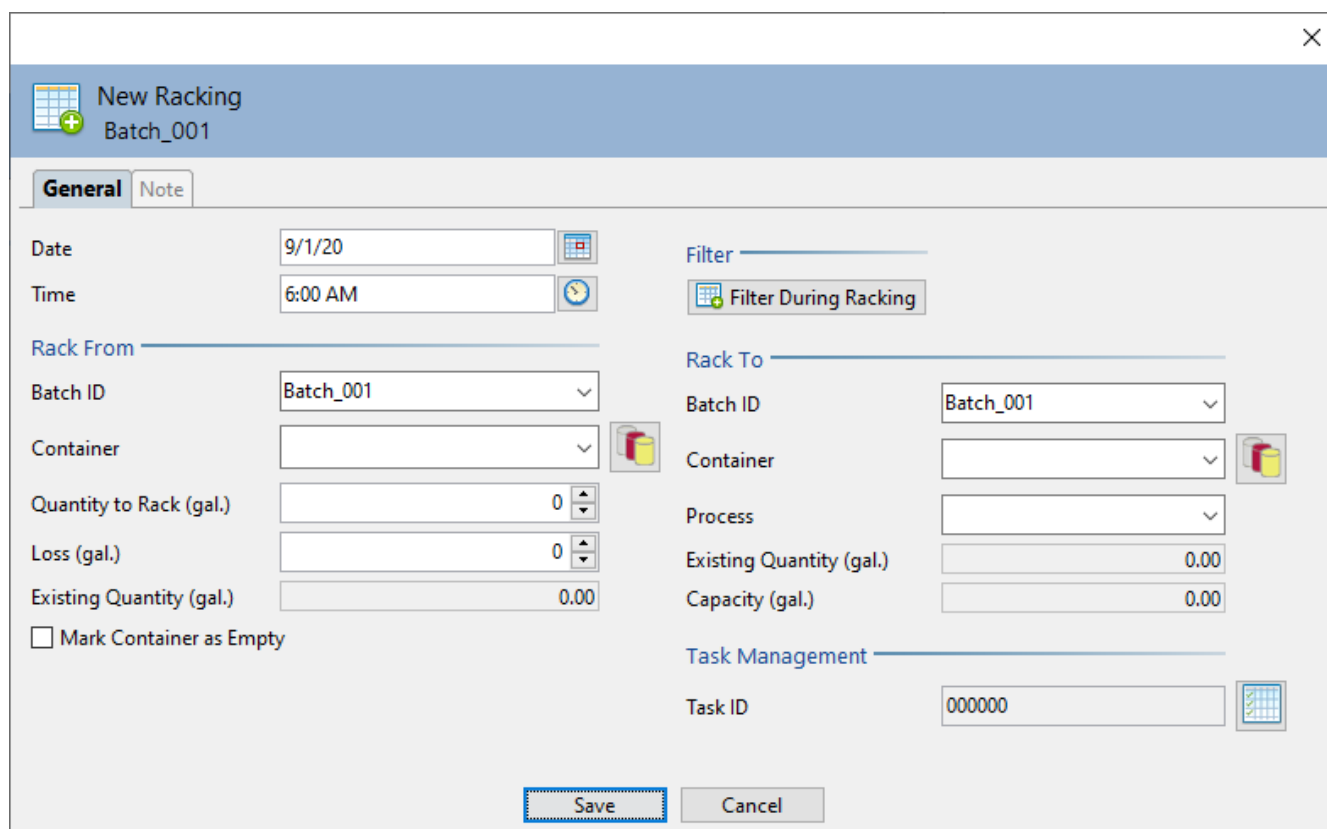 New Racking
Batch_001
General Note
Date 9/1/20
Time 6:00 AM
Rack From
Batch ID Batch_001
Container
Quantity to Rack (gal.) 0
Loss (gal.) 0
Existing Quantity (gal.) 0.00
Mark Container as Empty
Filter
Filter During Racking
Rack To
Batch ID Batch_001
Container
Process
Existing Quantity (gal.) 0.00
Capacity (gal.) 0.00
Task Management
Task ID 000000
Save Cancel